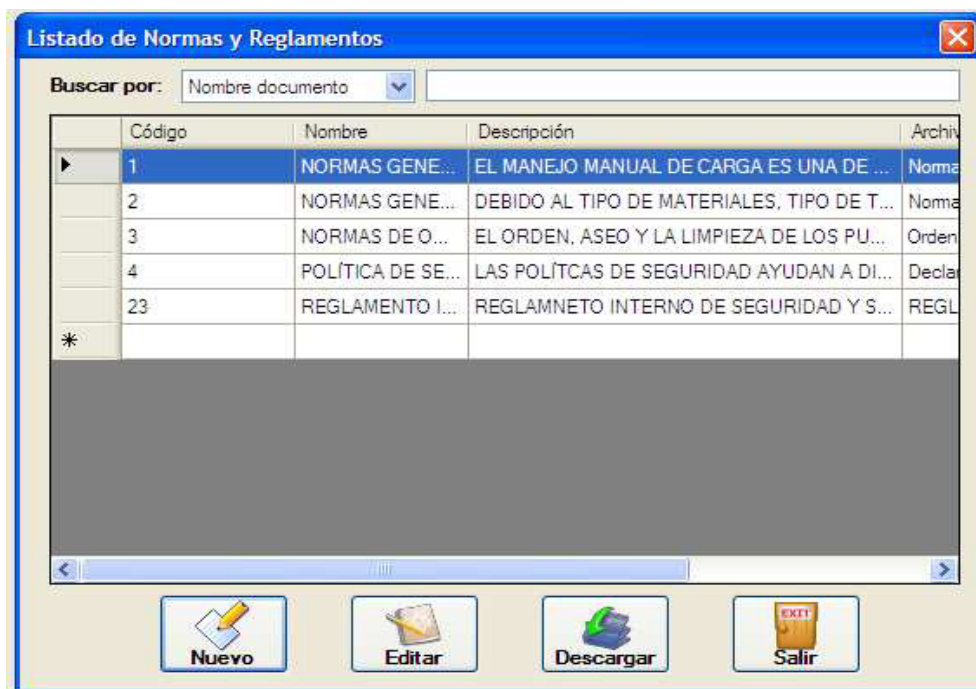 Listado de Normas y Reglamentos
Buscar por: Nombre documento
Código Nombre Descripción Archiv
1 NORMAS GENE... EL MANEJO MANUAL DE CARGA ES UNA DE ... Norma
2 NORMAS GENE... DEBIDO AL TIPO DE MATERIALES, TIPO DE T... Norma
3 NORMAS DE O... EL ORDEN, ASEO Y LA LIMPIEZA DE LOS PU... Orden
4 POLÍTICA DE SE... LAS POLÍTCAS DE SEGURIDAD AYUDAN A DI... Declar
23 REGLAMENTO I... REGLAMNETO INTERNO DE SEGURIDAD Y S... REGL
EXIT
Nuevo Editar Descargar Salir